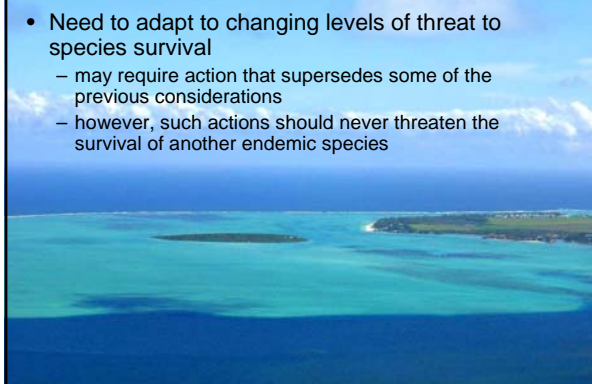 • Need to adapt to changing levels of threat to
species survival
– may require action that supersedes some of the
previous considerations
– however, such actions should never threaten the
survival of another endemic species